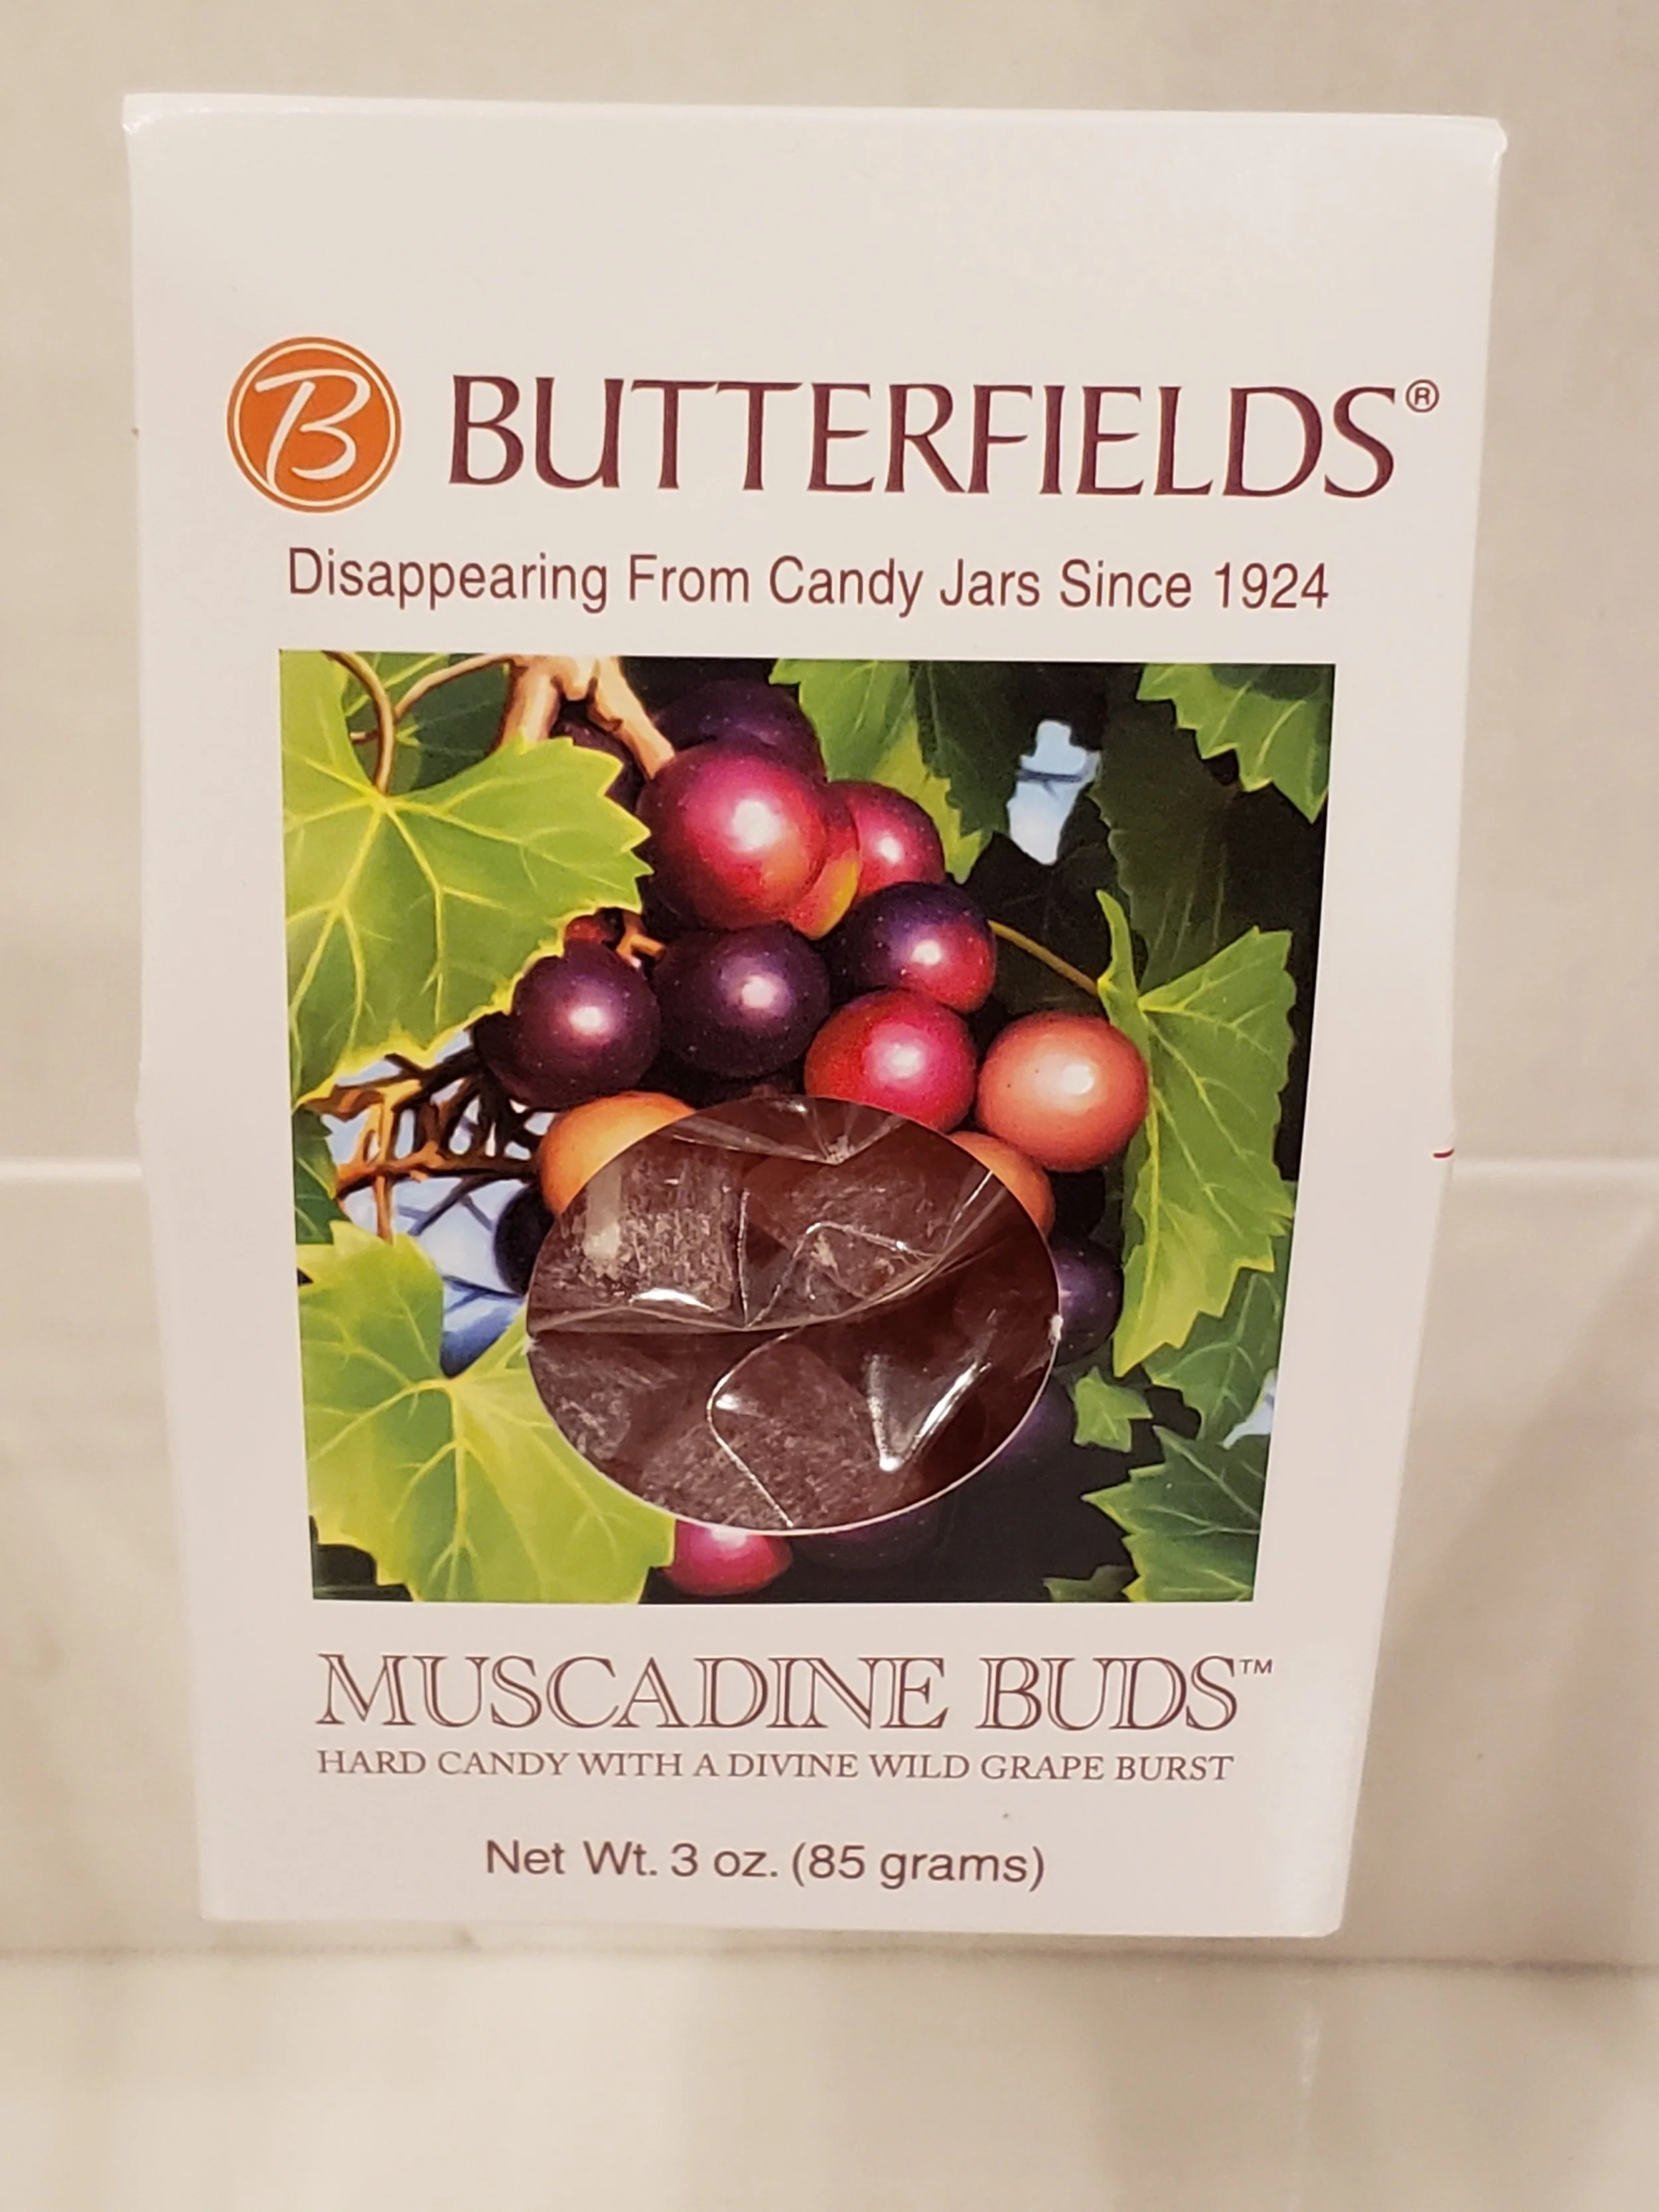 B BUTTERFIELDS®
Disappearing From Candy Jars Since 1924
MUSCADINE BUDS™
HARD CANDY WITH A DIVINE WILD GRAPE BURST
Net Wt. 3 oz. (85 grams)